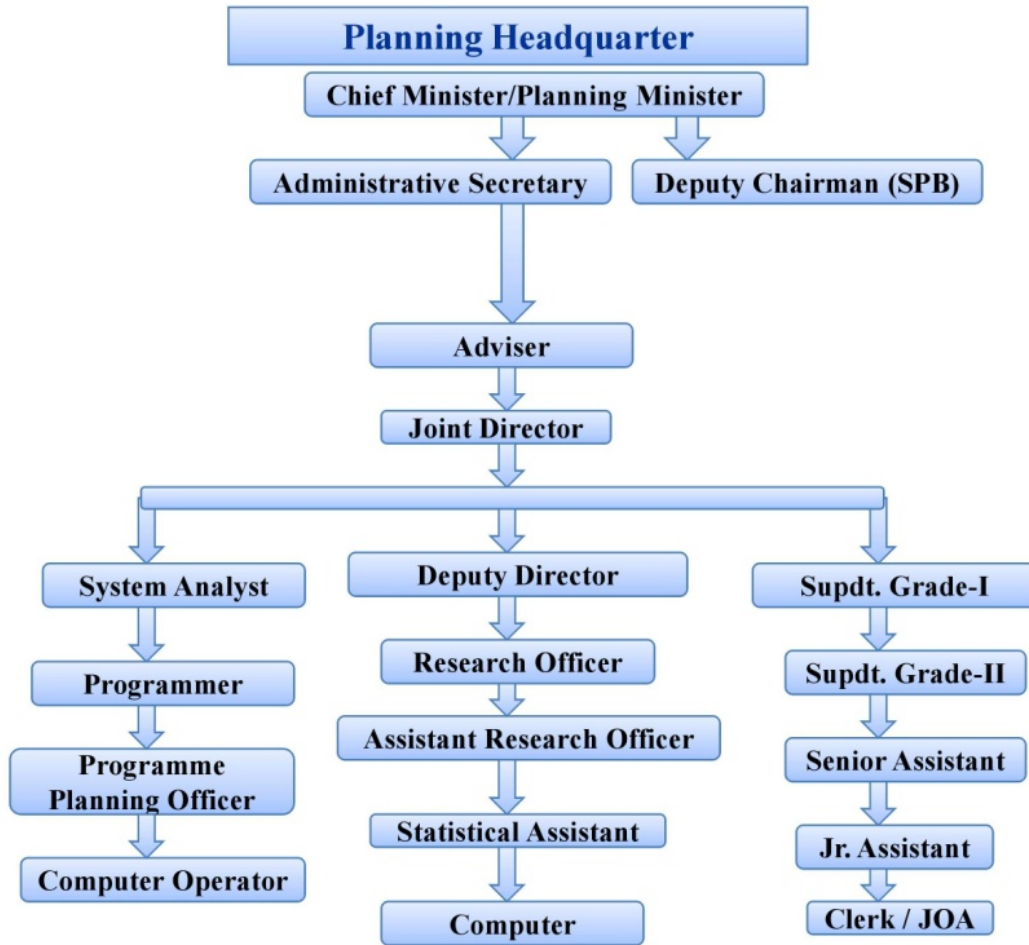 Planning Headquarter
Chief Minister/Planning Minister
Administrative Secretary
Deputy Chairman (SPB)
Adviser
Joint Director
System Analyst
Deputy Director
Supdt. Grade-I
Programmer
Research Officer
Supdt. Grade-II
Programme
Planning Officer
Assistant Research Officer
Senior Assistant
Computer Operator
Statistical Assistant
Jr. Assistant
Computer
Clerk / JOA